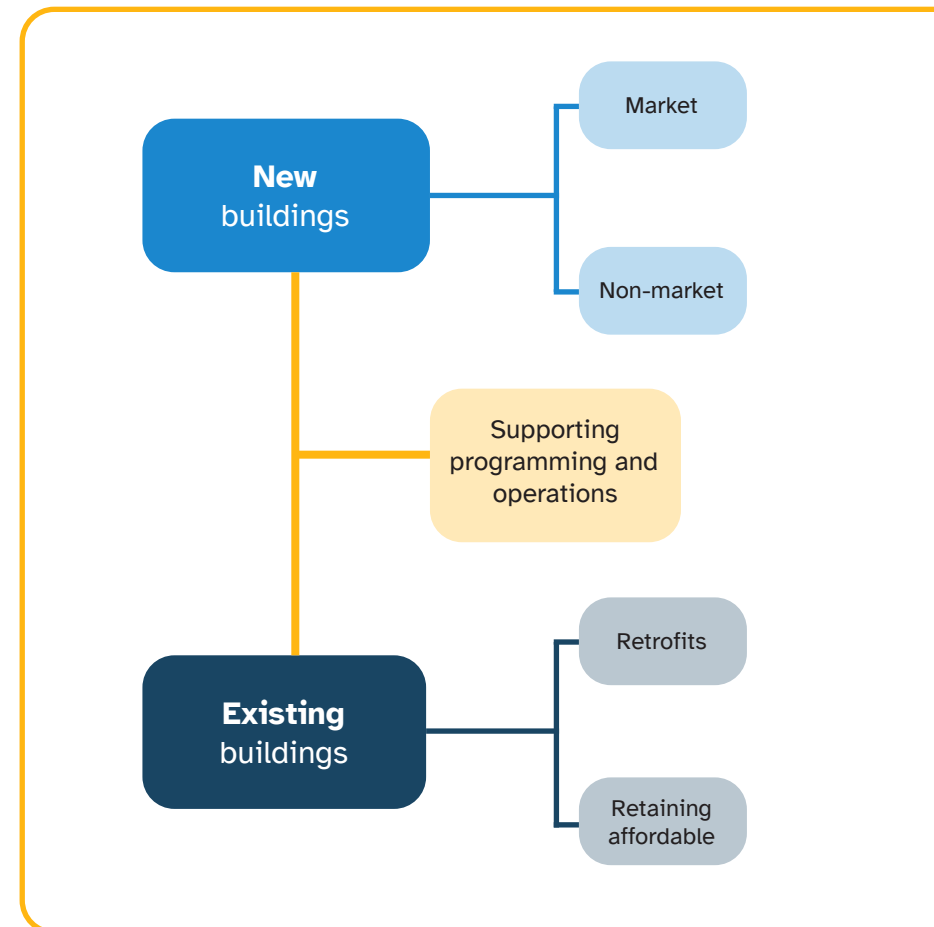 Market
New
buildings
Non-market
Supporting
programming and
operations
Retrofits
Existing
buildings
Retaining
affordable